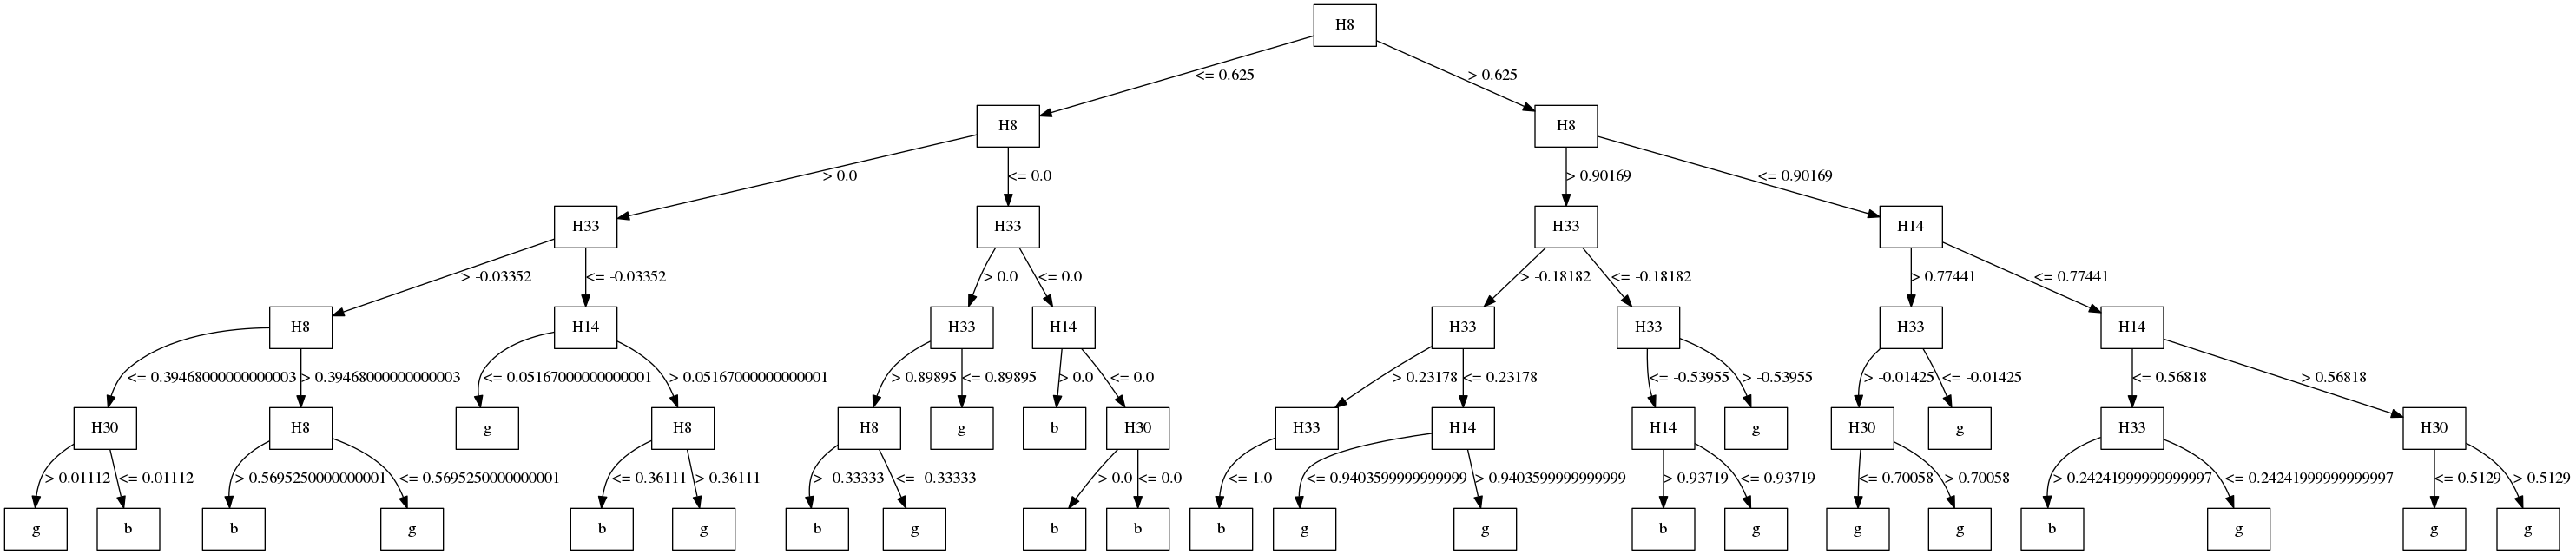 H8
<= 0.625 > 0.625
H8 H8
> 0.0 <= 0.0 > 0.90169 <= 0.90169
H33 H33 H33 H14
> -0.03352 <= -0.03352 > 0.0 <= 0.0 > -0.18182 <= -0.18182 > 0.77441 <= 0.77441
H8 H14 H33 H14 H33 H33 H33 H14
<= 0.39468000000000003 > 0.39468000000000003 <= 0.05167000000000001 > 0.05167000000000001 > 0.89895 <= 0.89895 > 0.0 <= 0.0 > 0.23178 <= 0.23178 <= -0.53955 > -0.53955 > -0.01425 <= -0.01425 <= 0.56818 > 0.56818
H30 H8 g H8 H8 g b H30 H33 H14 H14 g H30 g H33 H30
> 0.01112 <= 0.01112 > 0.5695250000000001 <= 0.5695250000000001 <= 0.36111 > 0.36111 > -0.33333 <= -0.33333 > 0.0 <= 0.0 <= 1.0 <= 0.9403599999999999 > 0.9403599999999999 > 0.93719 <= 0.93719 <= 0.70058 > 0.70058 > 0.24241999999999997 <= 0.24241999999999997 <= 0.5129 > 0.5129
g b b g b g b g b b b g g b g g g b g g g